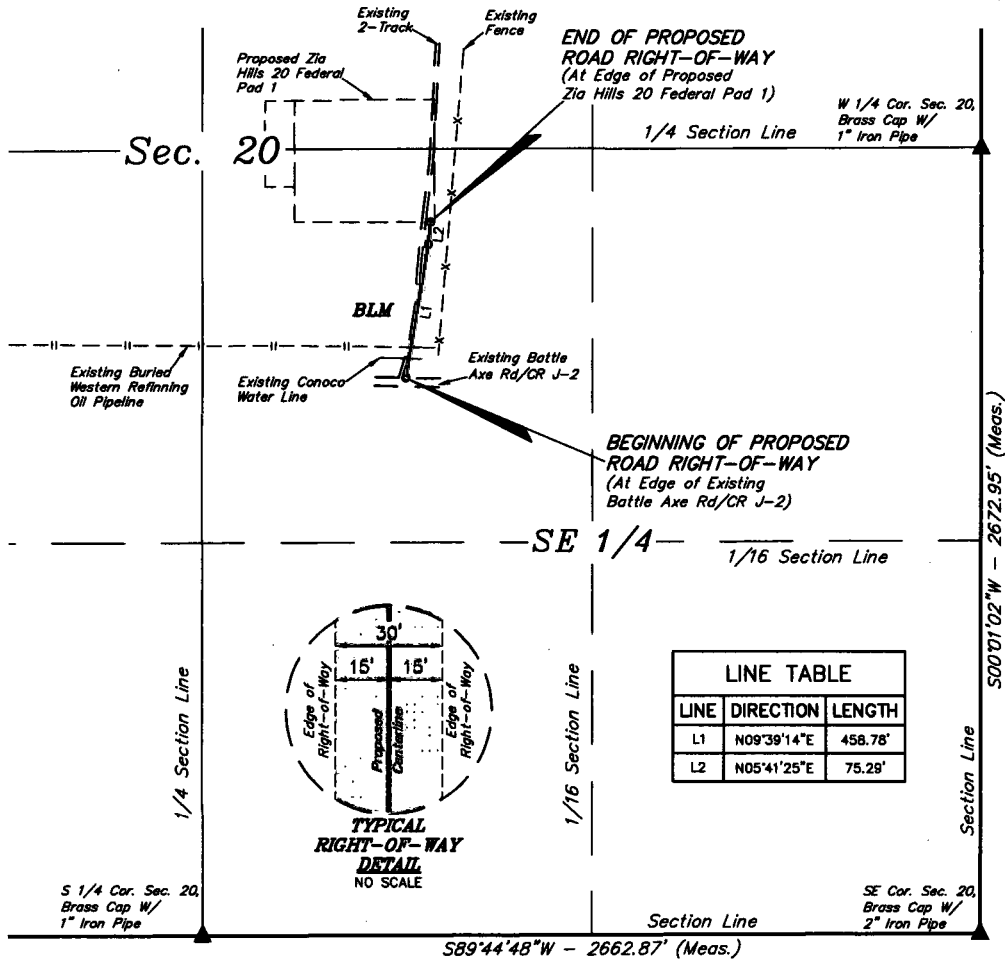 Existing
2-Track
Existing
Fence
Proposed Zia
Hills 20 Federal
Pad 1
END OF PROPOSED
ROAD RIGHT-OF-WAY
(At Edge of Proposed
Zia Hills 20 Federal Pad 1)
W 1/4 Cor. Sec. 20,
Brass Cap W/
1" Iron Pipe
1/4 Section Line
Sec. 20
L2
BLM
L1
Existing Buried
Western Refinning
Oil Pipeline
Existing Conoco
Water Line
Existing Battle
Axe Rd/CR J-2
BEGINNING OF PROPOSED
ROAD RIGHT-OF-WAY
(At Edge of Existing
Battle Axe Rd/CR J-2)
S00°01'02"W - 2672.95' (Meas.)
SE 1/4
1/16 Section Line
30'
15' 15'
Edge of
Right-of-Way
Proposed
Centerline
Edge of
Right-of-Way
TYPICAL
RIGHT-OF-WAY
DETAIL
NO SCALE
1/4 Section Line
1/16 Section Line
LINE TABLE
LINE DIRECTION LENGTH
L1 N09°39'14"E 458.78'
L2 N05°41'25"E 75.29'
Section Line
S 1/4 Cor. Sec. 20,
Brass Cap W/
1" Iron Pipe
SE Cor. Sec. 20,
Brass Cap W/
2" Iron Pipe
Section Line
S89°44'48"W - 2662.87' (Meas.)